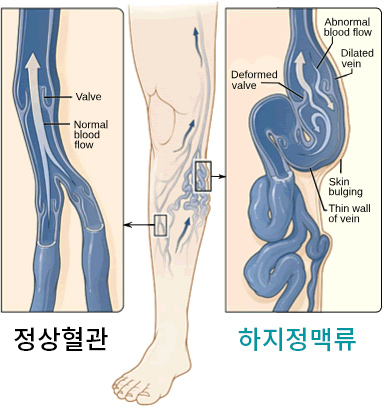 Valve
Normal
blood
flow
정상혈관
Abnormal
blood flow
Dilated
vein
Deformed
valve
Skin
bulging
Thin wall
of vein
하지정맥류